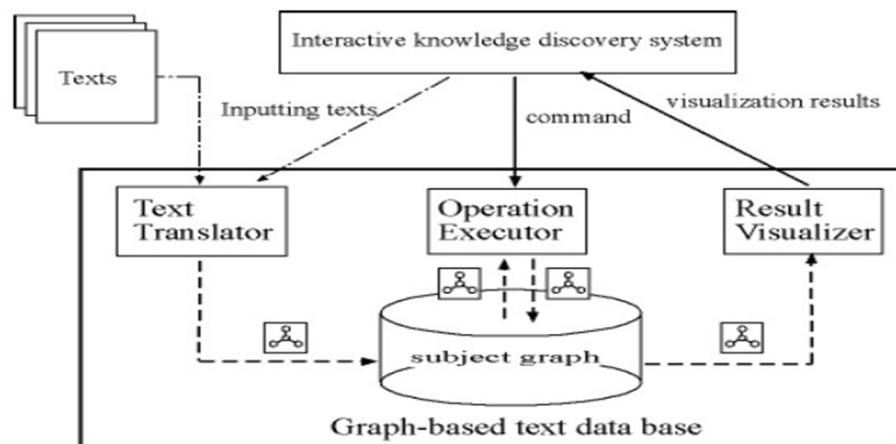 Interactive knowledge discovery system
Texts
Inputting texts
command
visualization results
Text
Translator
Operation
Executor
Result
Visualizer
subject graph
Graph-based text data base